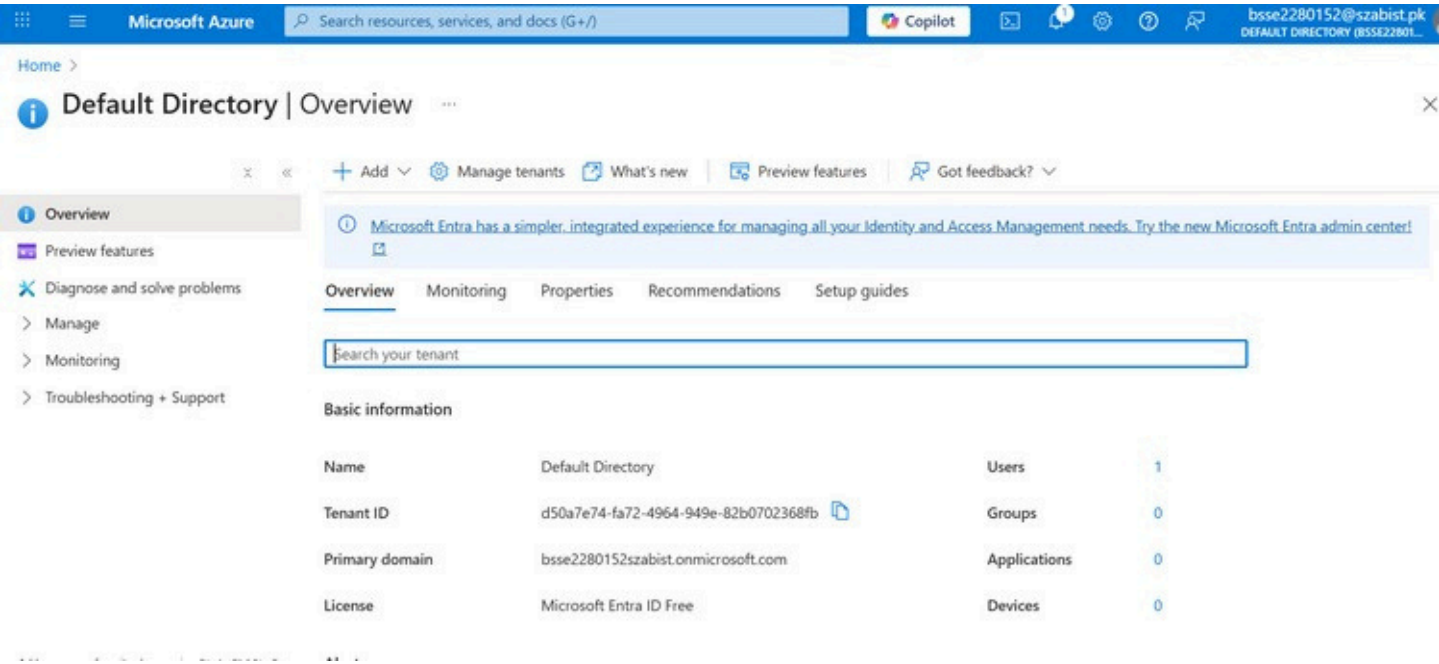 Microsoft Azure Search resources, services, and docs (G+/) Copilot 1 bsse2280152@szabist.pk
DEFAULT DIRECTORY (BSSE22801...
Home >
Default Directory | Overview ...
+ Add Manage tenants What's new Preview features Got feedback?
Overview
Preview features
Diagnose and solve problems
Manage
Monitoring
Troubleshooting + Support
Microsoft Entra has a simpler, integrated experience for managing all your Identity and Access Management needs. Try the new Microsoft Entra admin center!
Overview Monitoring Properties Recommendations Setup guides
Search your tenant
Basic information
Name Default Directory Users 1
Tenant ID d50a7e74-fa72-4964-949e-82b0702368fb Groups 0
Primary domain bsse2280152szabist.onmicrosoft.com Applications 0
License Microsoft Entra ID Free Devices 0